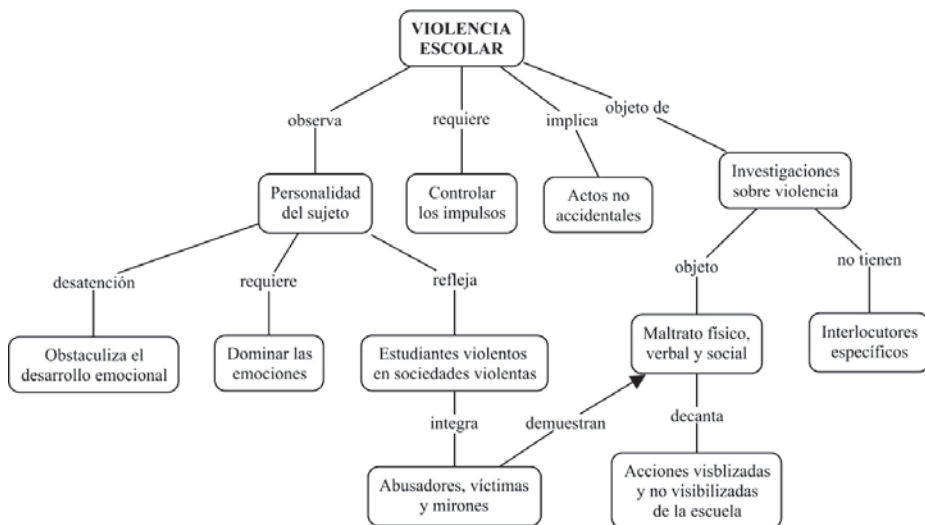 VIOLENCIA
ESCOLAR
observa
requiere
implica
objeto de
Personalidad
del sujeto
Controlar
los impulsos
Actos no
accidentales
Investigaciones
sobre violencia
desatención
requiere
refleja
objeto
no tienen
Obstaculiza el
desarrollo emocional
Dominar las
emociones
Estudiantes violentos
en sociedades violentas
Maltrato físico,
verbal y social
Interlocutores
específicos
integra
demuestran
decanta
Abusadores, víctimas
y mirones
Acciones visblizadas
y no visibilizadas
de la escuela